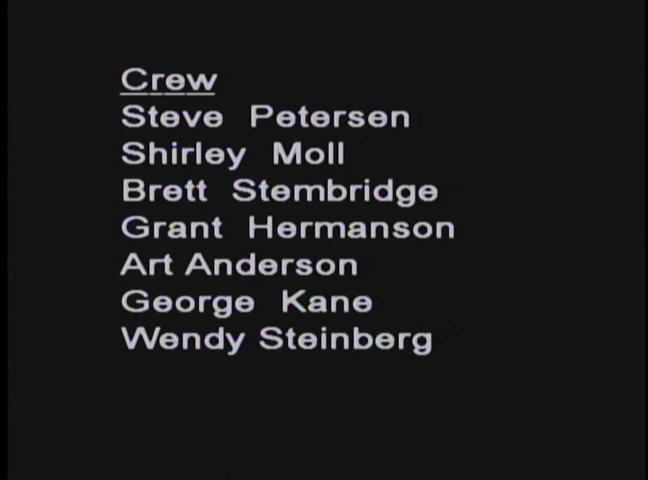 Crew
Steve Petersen
Shirley Moll
Brett Stembridge
Grant Hermanson
Art Anderson
George Kane
Wendy Steinberg